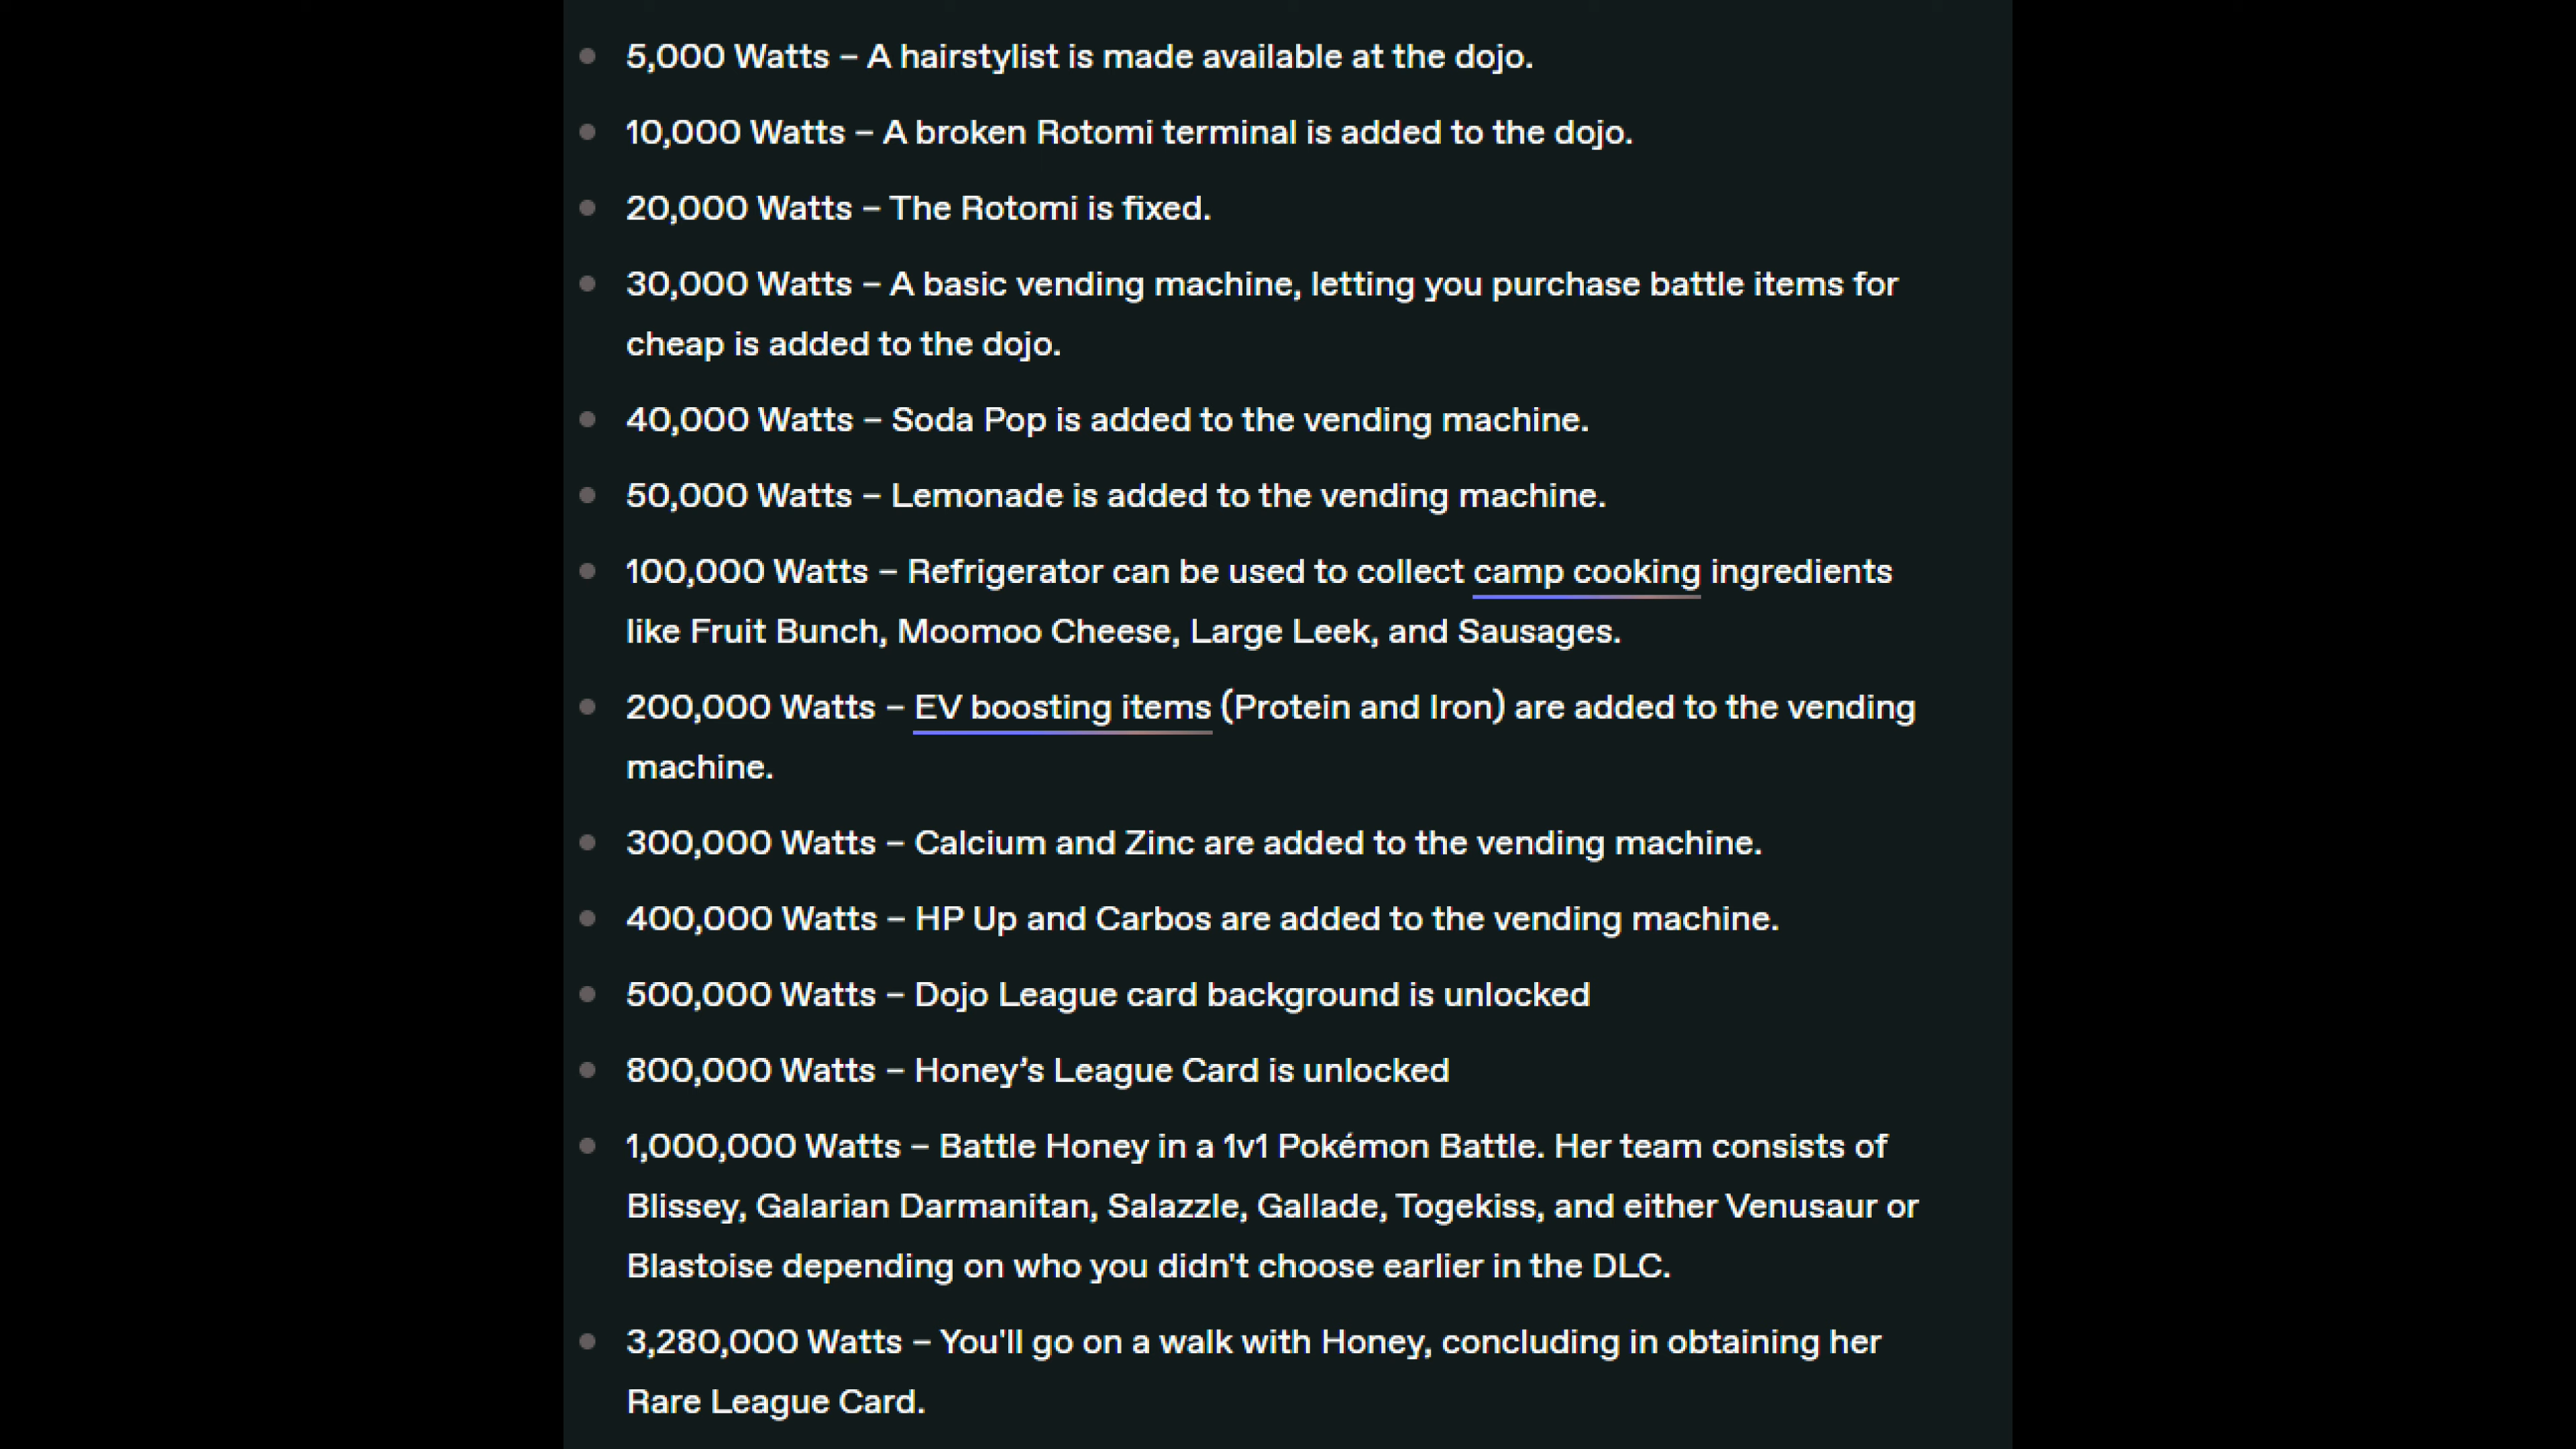 5,000 Watts – A hairstylist is made available at the dojo.
10,000 Watts – A broken Rotomi terminal is added to the dojo.
20,000 Watts – The Rotomi is fixed.
30,000 Watts – A basic vending machine, letting you purchase battle items for
cheap is added to the dojo.
40,000 Watts – Soda Pop is added to the vending machine.
50,000 Watts – Lemonade is added to the vending machine.
100,000 Watts – Refrigerator can be used to collect camp cooking ingredients
like Fruit Bunch, Moomoo Cheese, Large Leek, and Sausages.
200,000 Watts – EV boosting items (Protein and Iron) are added to the vending
machine.
300,000 Watts – Calcium and Zinc are added to the vending machine.
400,000 Watts – HP Up and Carbos are added to the vending machine.
500,000 Watts – Dojo League card background is unlocked
800,000 Watts – Honey’s League Card is unlocked
1,000,000 Watts – Battle Honey in a 1v1 Pokémon Battle. Her team consists of
Blissey, Galarian Darmanitan, Salazzle, Gallade, Togekiss, and either Venusaur or
Blastoise depending on who you didn't choose earlier in the DLC.
3,280,000 Watts – You'll go on a walk with Honey, concluding in obtaining her
Rare League Card.